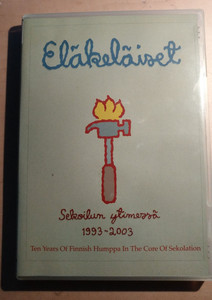 Eläkeläiset
Sekoilun ytimessä
1993-2003
Ten Years Of Finnish Humppa In The Core Of Sekolation